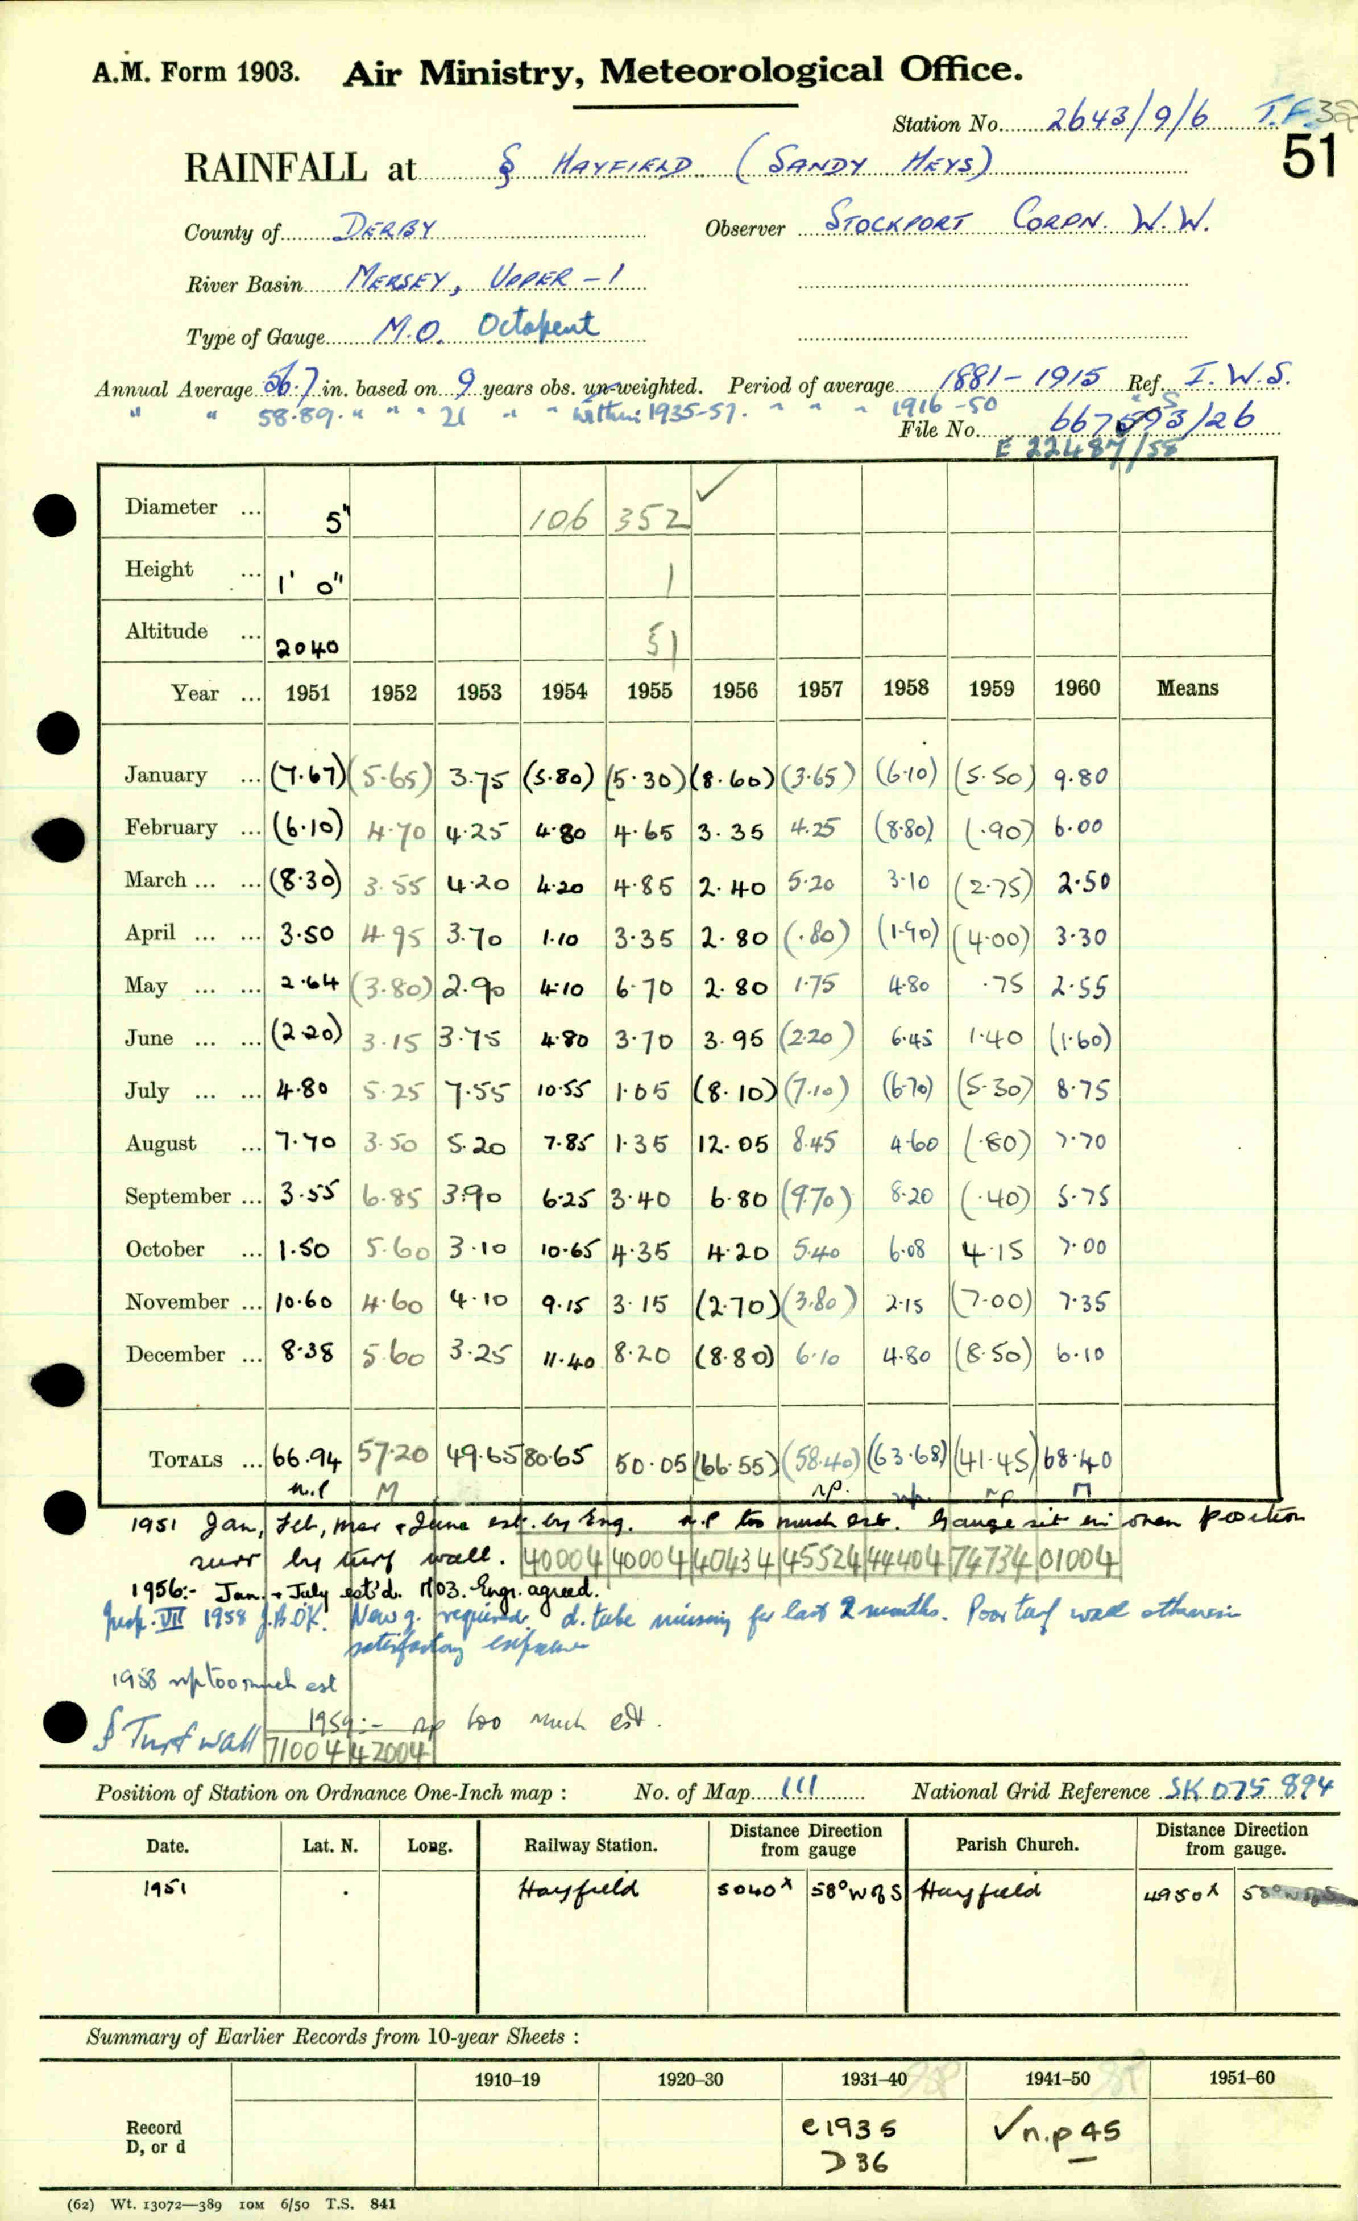 A.M. Form 1903. Air Ministry, Meteorological Office.
Station No. 2643/9/6 T.F.
51
RAINFALL at § HAYFIELD (SANDY HEYS)
County of DERBY Observer STOCKPORT CORPN. W.W.
River Basin MERSEY, UPPER - 1
Type of Gauge M.O. Octapent
Annual Average 56.7 in. based on 9 years obs. un-weighted. Period of average 1881-1915 Ref. I.W.S.
" " 58.89. " " " 21 " " within 1935-57. " " " 1916-50 " S
File No. 667593/26
E 22487/58
Diameter ... 5" 106 352 ✓
Height ... 1' 0" 1
Altitude ... 2040 51
Year ... 1951 1952 1953 1954 1955 1956 1957 1958 1959 1960 Means
January ... (7.67) (5.65) 3.75 (5.80) (5.30) (8.60) (3.65) (6.10) (5.50) 9.80
February ... (6.10) 4.70 4.25 4.80 4.65 3.35 4.25 (8.80) (.90) 6.00
March ... ... (8.30) 3.55 4.20 4.20 4.85 2.40 5.20 3.10 (2.75) 2.50
April ... ... 3.50 4.95 3.70 1.10 3.35 2.80 (.80) (1.90) (4.00) 3.30
May ... ... 2.64 (3.80) 2.90 4.10 6.70 2.80 1.75 4.80 .75 2.55
June ... ... (2.20) 3.15 3.75 4.80 3.70 3.95 (2.20) 6.45 1.40 (1.60)
July ... ... 4.80 5.25 7.55 10.55 1.05 (8.10) (7.10) (6.70) (5.30) 8.75
August ... 7.70 3.50 5.20 7.85 1.35 12.05 8.45 4.60 (.80) 7.70
September ... 3.55 6.85 3.90 6.25 3.40 6.80 (9.70) 8.20 (.40) 5.75
October ... 1.50 5.60 3.10 10.65 4.35 4.20 5.40 6.08 4.15 7.00
November ... 10.60 4.60 4.10 9.15 3.15 (2.70) (3.80) 2.15 (7.00) 7.35
December ... 8.38 5.60 3.25 11.40 8.20 (8.80) 6.10 4.80 (8.50) 6.10
TOTALS ... 66.94 57.20 49.65 80.65 50.05 (66.55) (58.40) (63.68) (41.45) 68.40
n.p M np. np. np M
1951 Jan, Feb, Mar & June est. by Eng. n.p too much est. Gauge sit in open position
surr by turf wall. 40004 40004 40434 45524 44404 74734 01004
1956:- Jan. & July est'd. 1703. Engr. agreed.
Insp. VII 1958 J.B. OK. New g. required. d. tube missing for last 2 months. Poor turf wall otherwise
satisfactory exposure
1958 np too much est
1959:- np too much est.
§ Turf wall 71004 42004
Position of Station on Ordnance One-Inch map : No. of Map 111 National Grid Reference SK 075 894
Date. Lat. N. Long. Railway Station. Distance from gauge Direction Parish Church. Distance from gauge. Direction
1951 Hayfield 5040x 58° W of S Hayfield 4950x 58° W of S
Summary of Earlier Records from 10-year Sheets :
1910–19 1920–30 1931–40 1941–50 1951–60
Record D, or d e1935 ✓n.p 45
D 36
(62) Wt. 13072—389 10M 6/50 T.S. 841